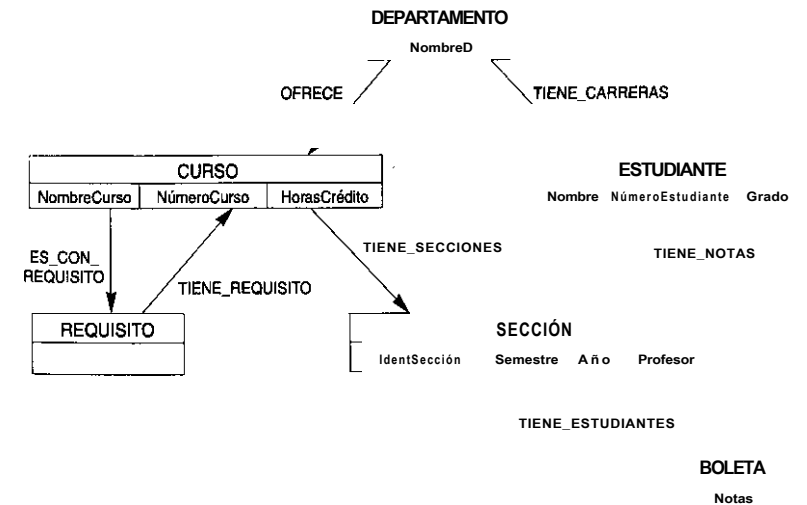 DEPARTAMENTO
NombreD
OFRECE
TIENE_CARRERAS
CURSO
NombreCurso NúmeroCurso HorasCrédito
ESTUDIANTE
Nombre NúmeroEstudiante Grado
ES_CON_
REQUISITO
TIENE_REQUISITO
TIENE_SECCIONES
TIENE_NOTAS
REQUISITO
SECCIÓN
IdentSección Semestre Año Profesor
TIENE_ESTUDIANTES
BOLETA
Notas